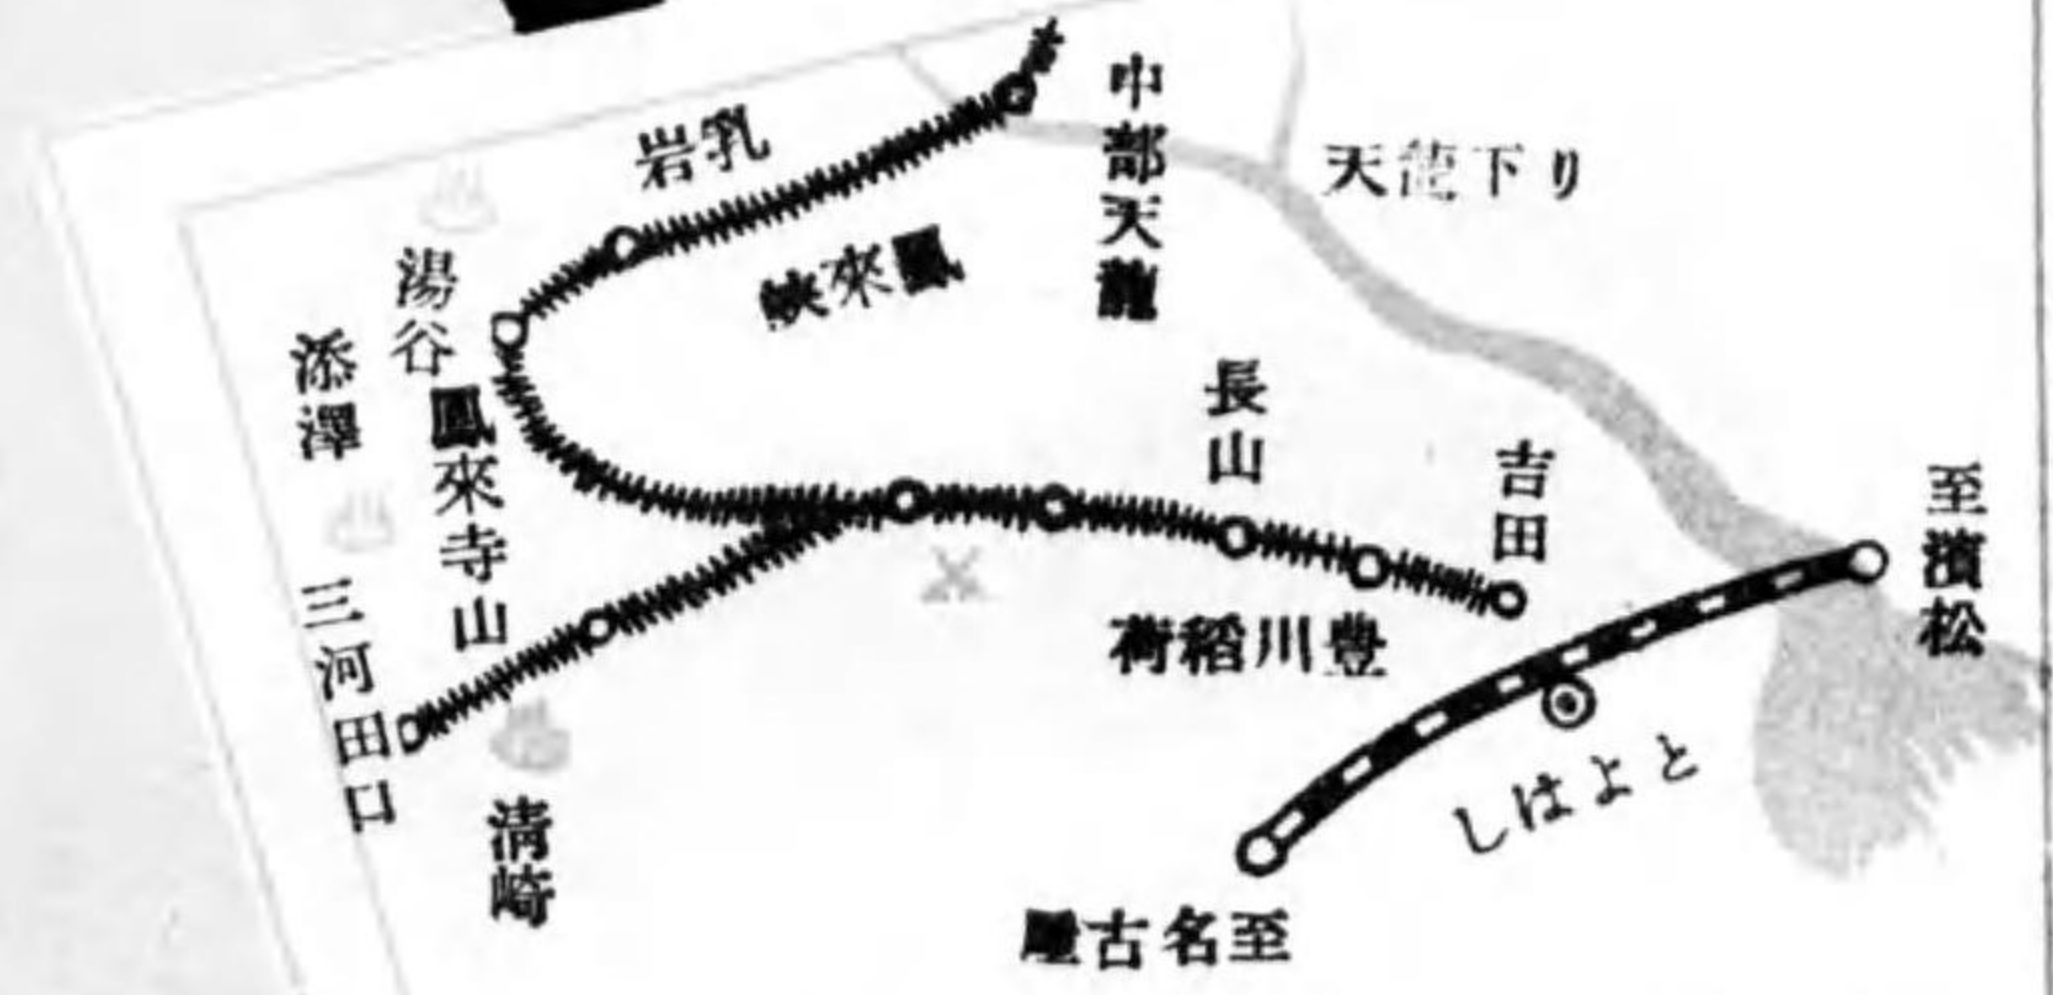 中部天龍
天龍下り
乳岩
鳳來峽
湯谷
添澤
鳳來寺山
長山
吉田
至濱松
三河田口
豊川稻荷
清崎
とよはし
至名古屋